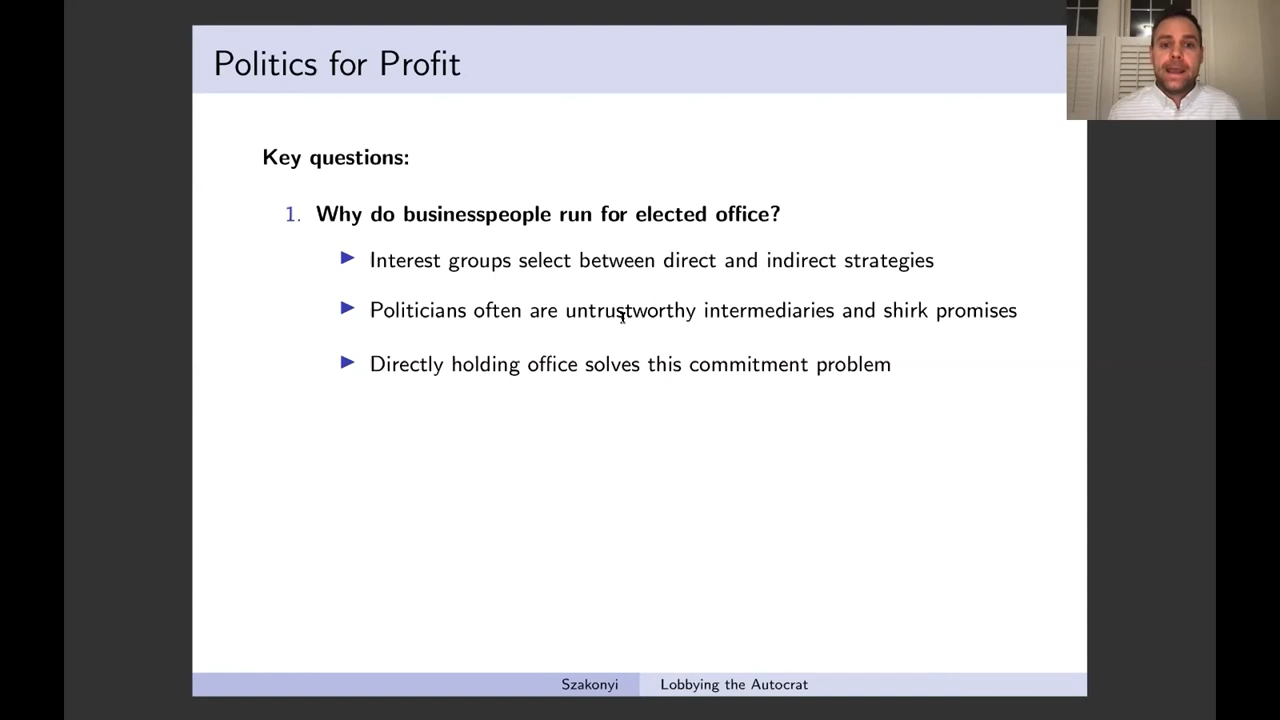 Politics for Profit
Key questions:
1. Why do businesspeople run for elected office?
Interest groups select between direct and indirect strategies
Politicians often are untrustworthy intermediaries and shirk promises
Directly holding office solves this commitment problem
Szakonyi
Lobbying the Autocrat